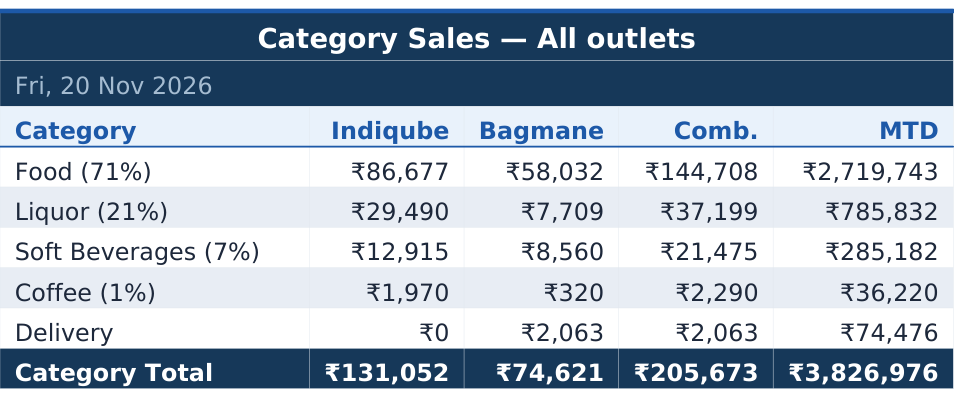 Category Sales — All outlets
Fri, 20 Nov 2026
Category Indiqube Bagmane Comb. MTD
Food (71%) ₹86,677 ₹58,032 ₹144,708 ₹2,719,743
Liquor (21%) ₹29,490 ₹7,709 ₹37,199 ₹785,832
Soft Beverages (7%) ₹12,915 ₹8,560 ₹21,475 ₹285,182
Coffee (1%) ₹1,970 ₹320 ₹2,290 ₹36,220
Delivery ₹0 ₹2,063 ₹2,063 ₹74,476
Category Total ₹131,052 ₹74,621 ₹205,673 ₹3,826,976